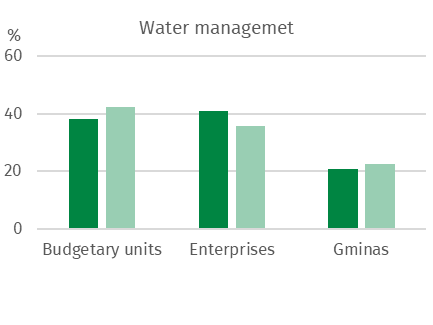 Water managemet
%
60
40
20
0
Budgetary units Enterprises Gminas